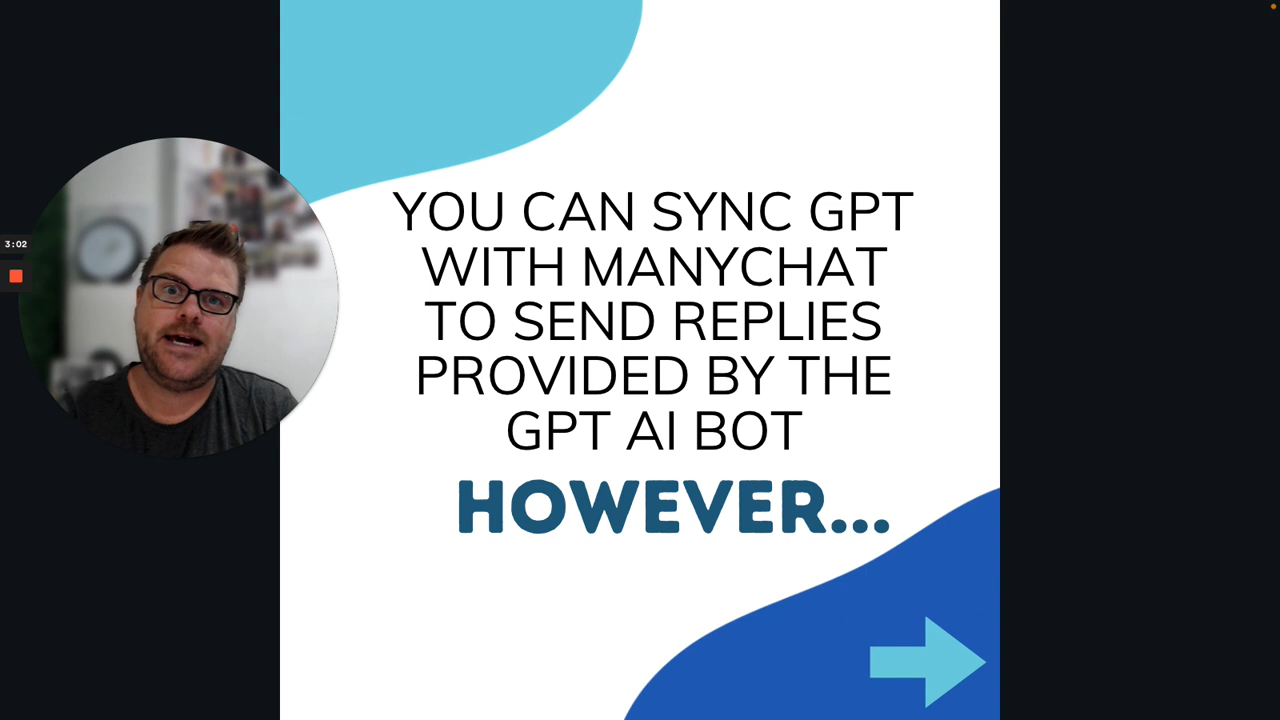 3:02
YOU CAN SYNC GPT
WITH MANYCHAT
TO SEND REPLIES
PROVIDED BY THE
GPT AI BOT
HOWEVER...